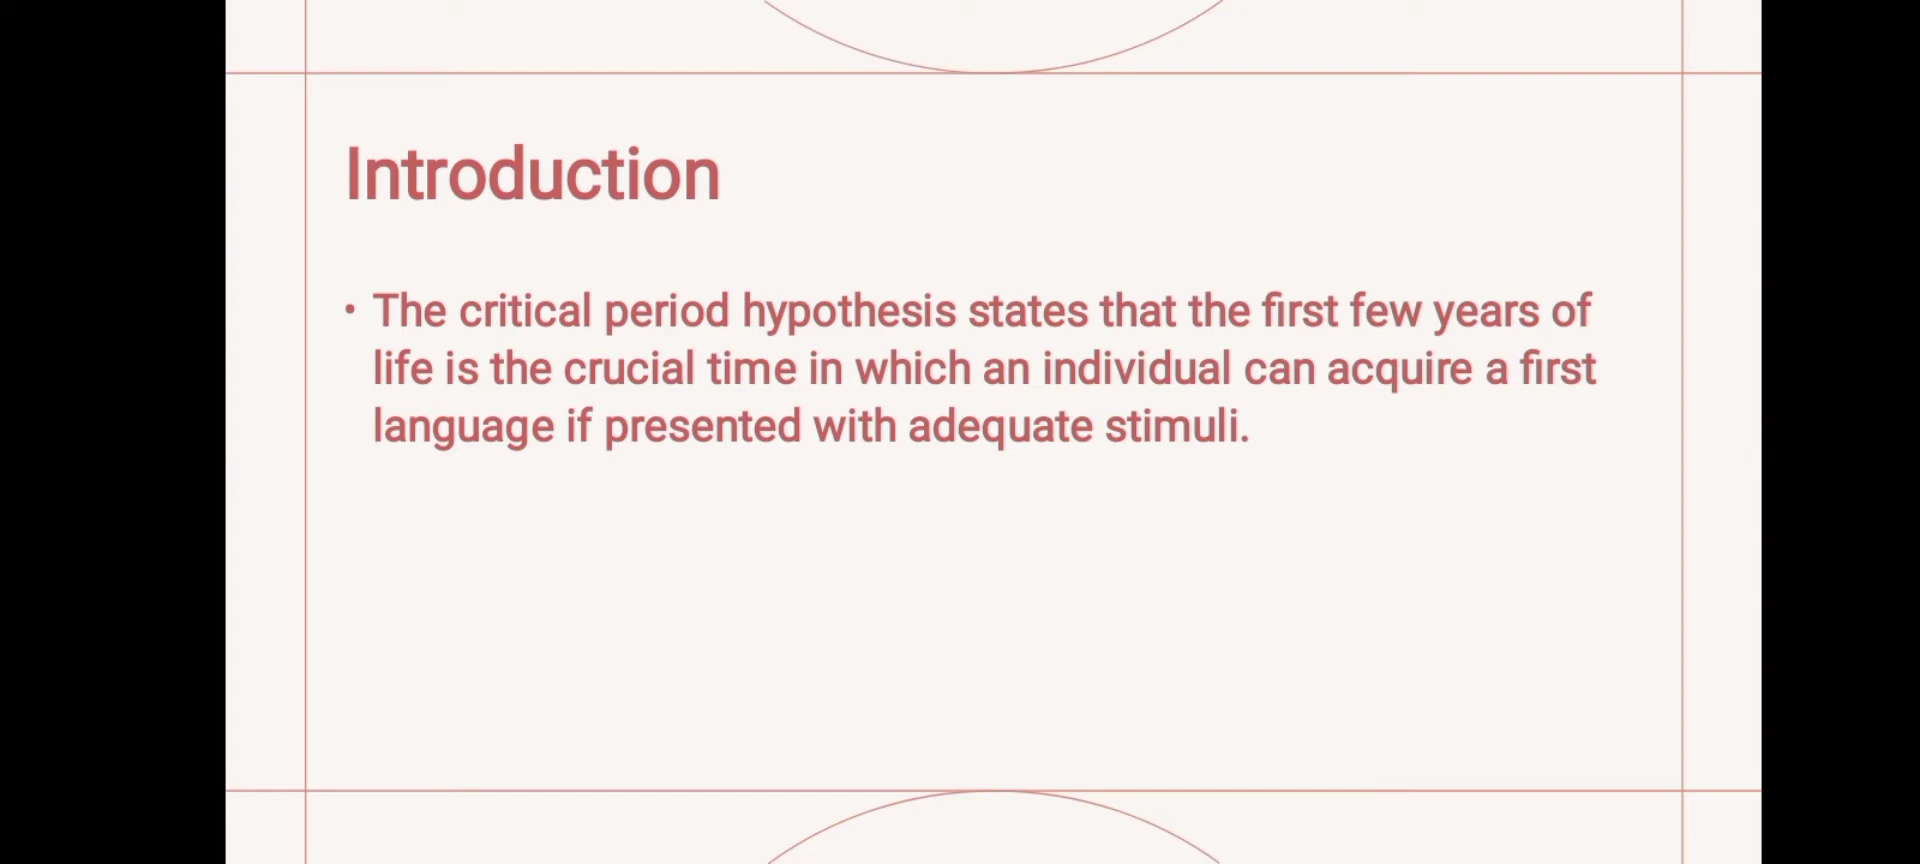 Introduction
• The critical period hypothesis states that the first few years of
life is the crucial time in which an individual can acquire a first
language if presented with adequate stimuli.